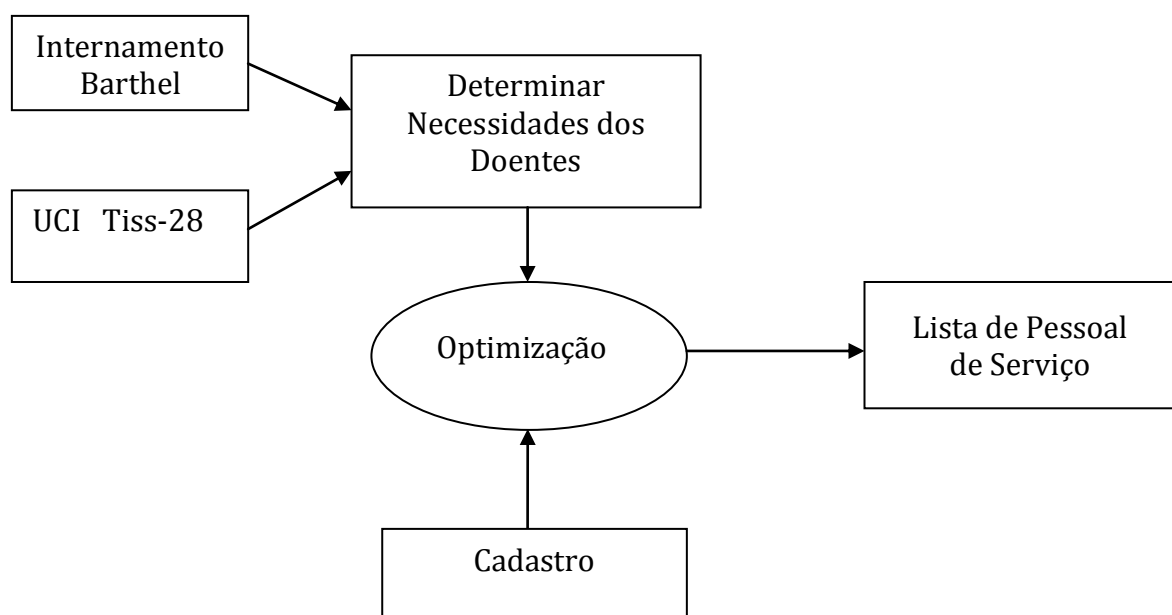 Internamento
Barthel
Determinar
Necessidades dos
Doentes
UCI Tiss-28
Optimização
Lista de Pessoal
de Serviço
Cadastro